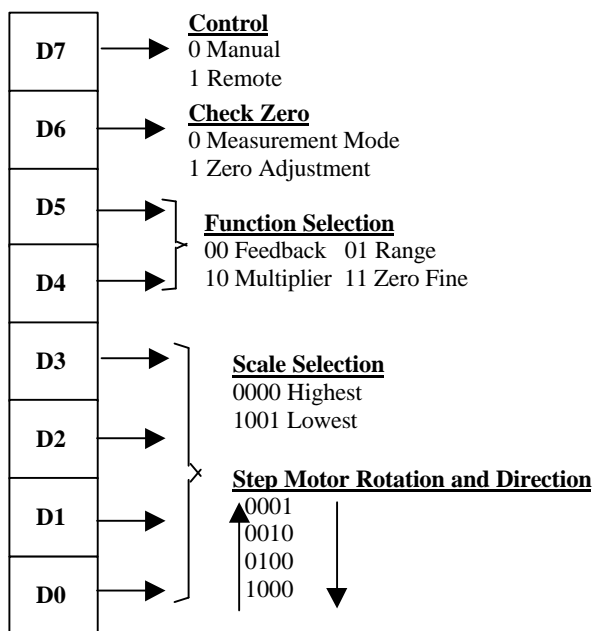 Control
D7
0 Manual
1 Remote
Check Zero
D6
0 Measurement Mode
1 Zero Adjustment
D5
Function Selection
00 Feedback 01 Range
D4
10 Multiplier 11 Zero Fine
D3
Scale Selection
0000 Highest
1001 Lowest
D2
Step Motor Rotation and Direction
0001
D1
0010
0100
1000
D0